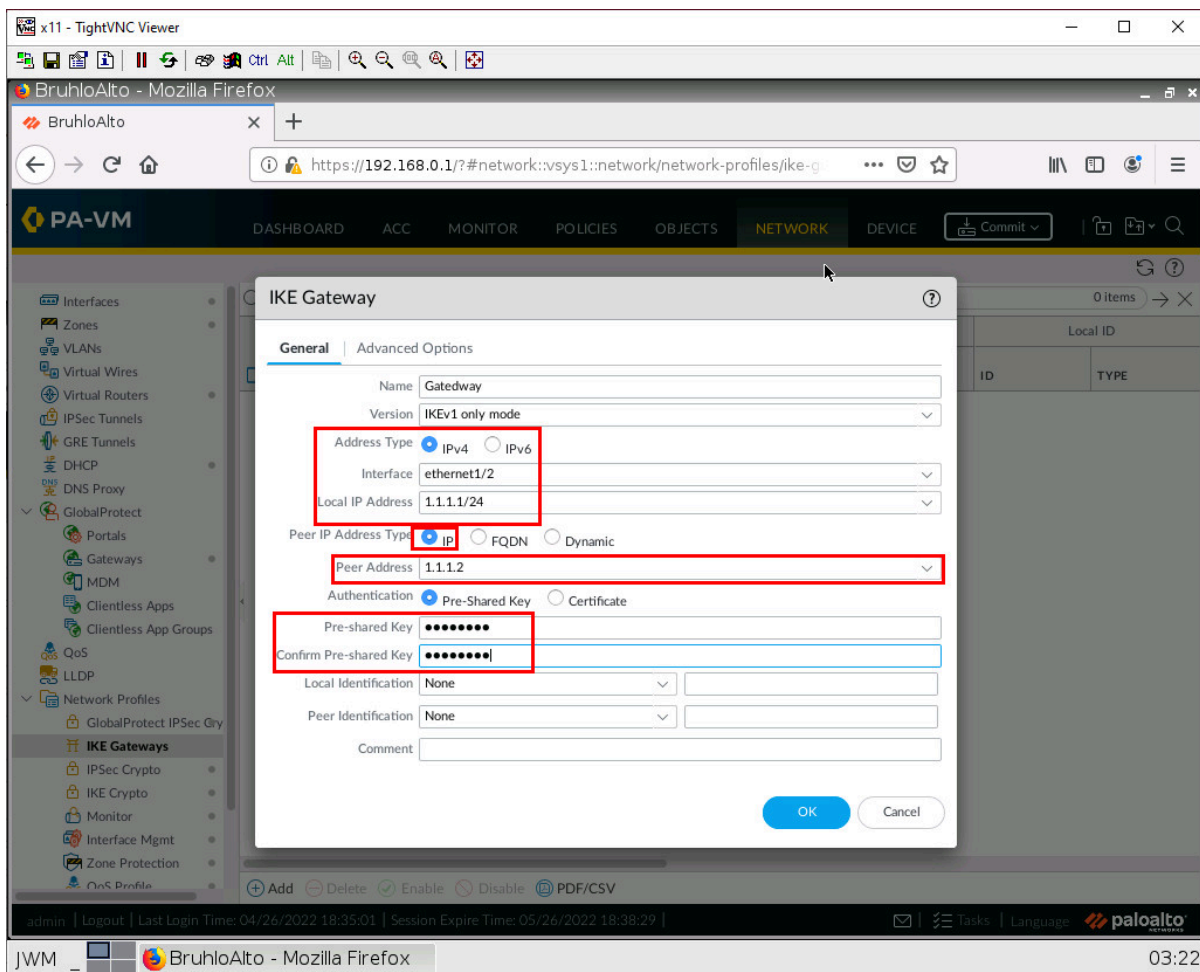 x11 - TightVNC Viewer
Ctrl Alt
BruhloAlto - Mozilla Firefox
BruhloAlto
https://192.168.0.1/?#network::vsys1::network/network-profiles/ike-g
PA-VM
DASHBOARD ACC MONITOR POLICIES OBJECTS NETWORK DEVICE Commit
Interfaces
Zones
VLANs
Virtual Wires
Virtual Routers
IPSec Tunnels
GRE Tunnels
DHCP
DNS Proxy
GlobalProtect
Portals
Gateways
MDM
Clientless Apps
Clientless App Groups
QoS
LLDP
Network Profiles
GlobalProtect IPSec Cry
IKE Gateways
IPSec Crypto
IKE Crypto
Monitor
Interface Mgmt
Zone Protection
QoS Profile
0 items
Local ID
ID TYPE
IKE Gateway
General Advanced Options
Name Gatedway
Version IKEv1 only mode
Address Type IPv4 IPv6
Interface ethernet1/2
Local IP Address 1.1.1.1/24
Peer IP Address Type IP FQDN Dynamic
Peer Address 1.1.1.2
Authentication Pre-Shared Key Certificate
Pre-shared Key ••••••••
Confirm Pre-shared Key ••••••••
Local Identification None
Peer Identification None
Comment
OK Cancel
Add Delete Enable Disable PDF/CSV
admin | Logout | Last Login Time: 04/26/2022 18:35:01 | Session Expire Time: 05/26/2022 18:38:29 | Tasks | Language paloalto NETWORKS
JWM _ BruhloAlto - Mozilla Firefox 03:22